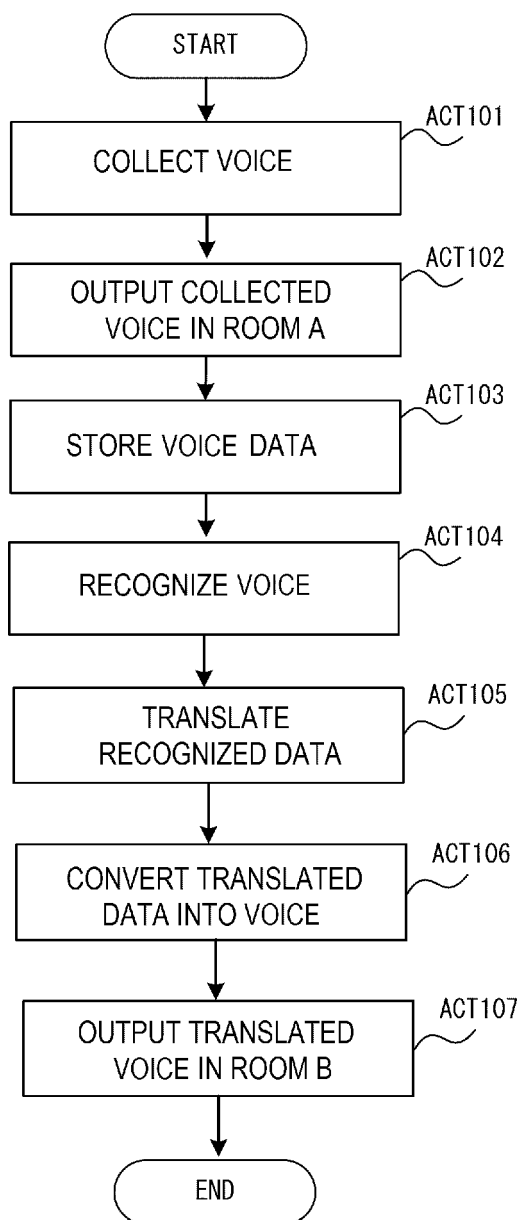 START
ACT101
COLLECT VOICE
ACT102
OUTPUT COLLECTED
VOICE IN ROOM A
ACT103
STORE VOICE DATA
ACT104
RECOGNIZE VOICE
ACT105
TRANSLATE
RECOGNIZED DATA
ACT106
CONVERT TRANSLATED
DATA INTO VOICE
ACT107
OUTPUT TRANSLATED
VOICE IN ROOM B
END